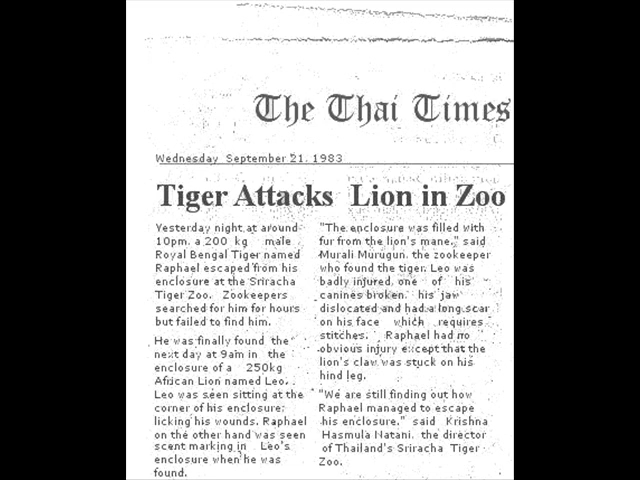 The Thai Times
Wednesday September 21. 1983
Tiger Attacks Lion in Zoo
Yesterday night at around
10pm. a 200 kg male
Royal Bengal Tiger named
Raphael escaped from his
enclosure at the Sriracha
Tiger Zoo. Zookeepers
searched for him for hours
but failed to find him.
He was finally found the
next day at 9am in the
enclosure of a 250kg
African Lion named Leo.
Leo was seen sitting at the
corner of his enclosure;
licking his wounds. Raphael
on the other hand was seen
scent marking in Leo's
enclosure when he was
found.
"The enclosure was filled with
fur from the lion's mane." said
Murali Murugun. the zookeeper
who found the tiger. Leo was
badly injured, one of his
canines broken. his jaw
dislocated and had a long scar
on his face which requires
stitches. Raphael had no
obvious injury except that the
lion's claw was stuck on his
hind leg.
"We are still finding out how
Raphael managed to escape
his enclosure." said Krishna
Hasmula Natani. the director
of Thailand's Sriracha Tiger
Zoo.